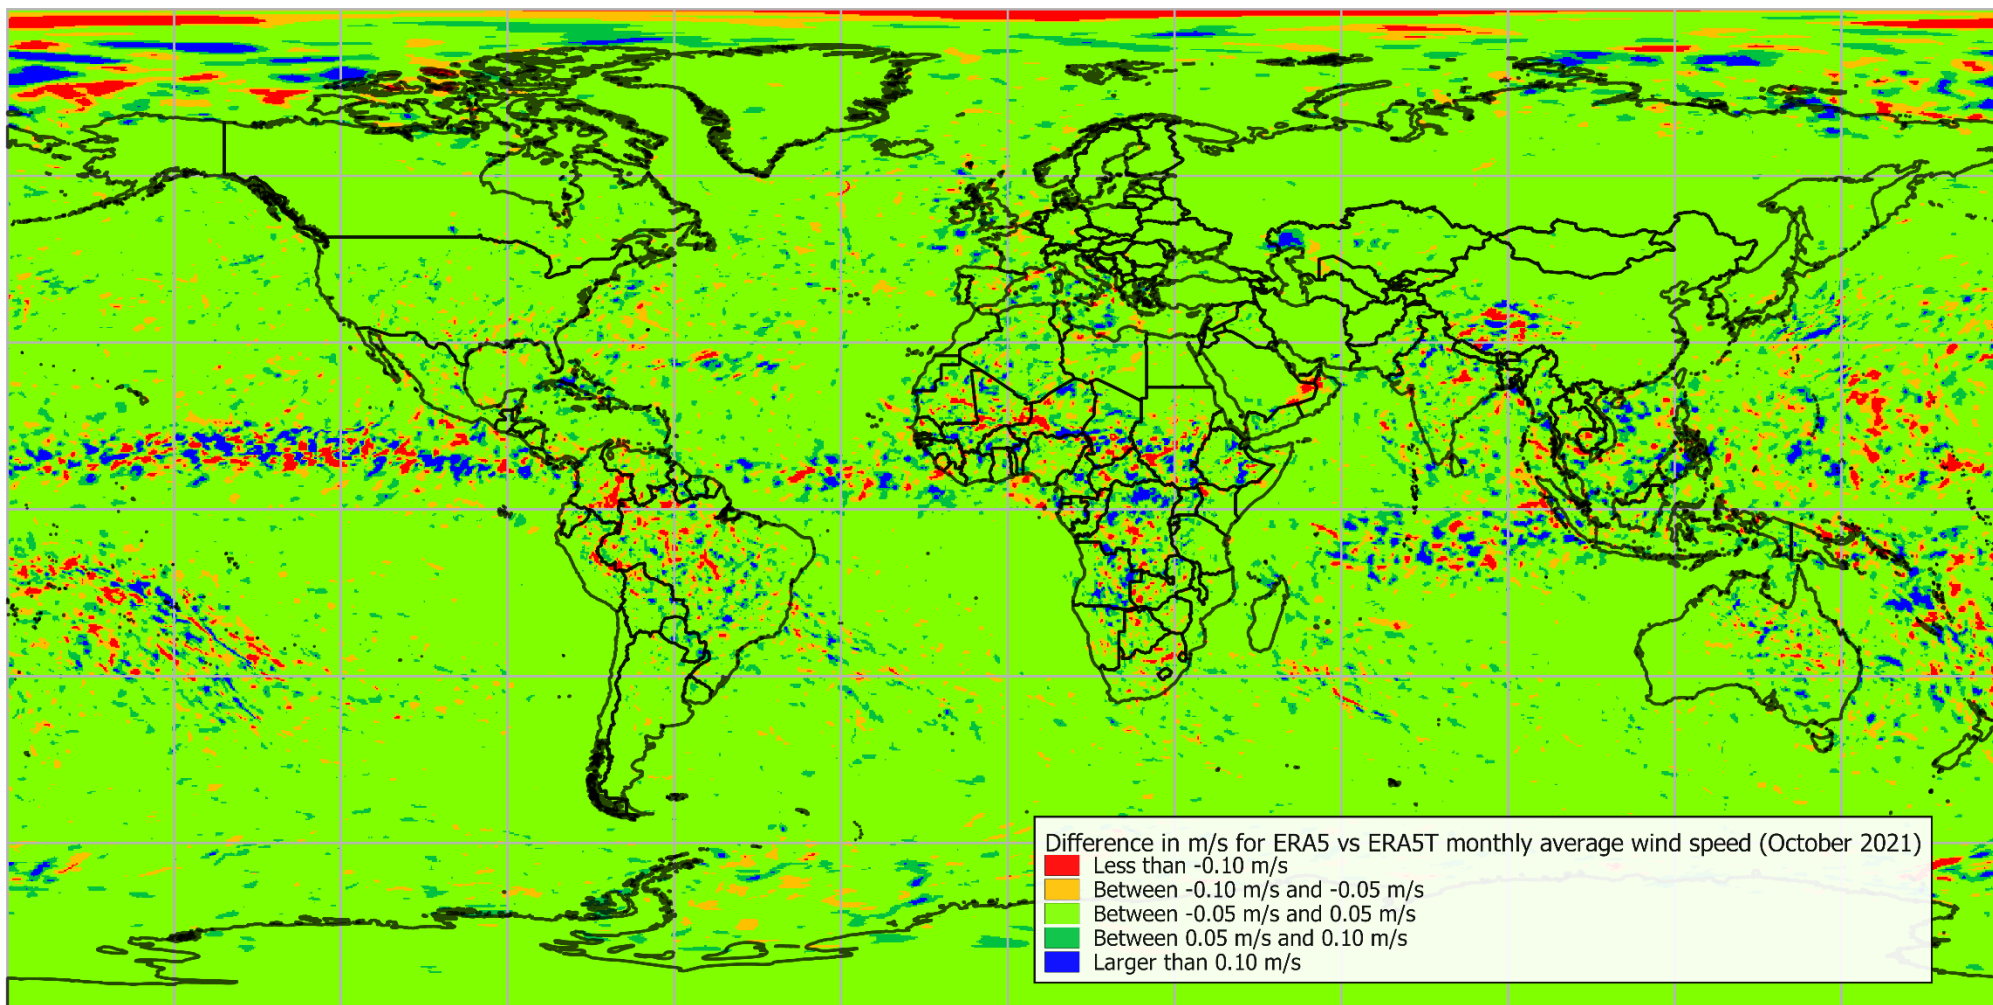 Difference in m/s for ERA5 vs ERA5T monthly average wind speed (October 2021)
Less than -0.10 m/s
Between -0.10 m/s and -0.05 m/s
Between -0.05 m/s and 0.05 m/s
Between 0.05 m/s and 0.10 m/s
Larger than 0.10 m/s